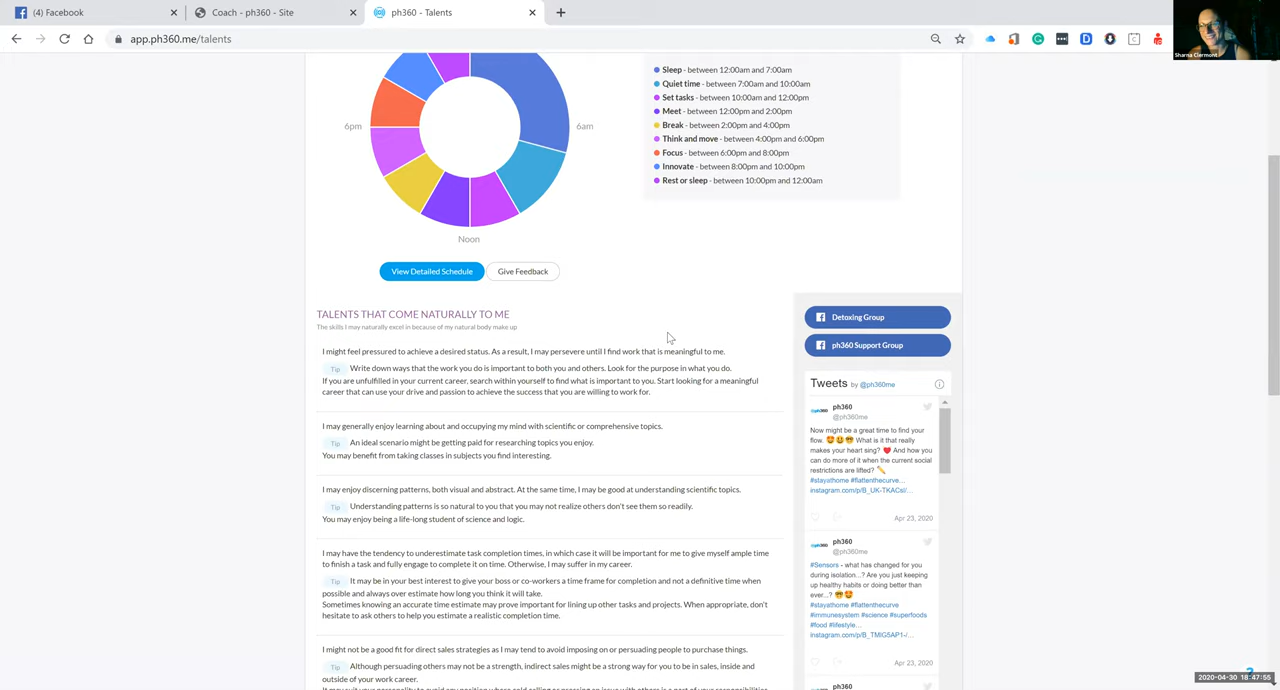 (4) Facebook
Coach - ph360 - Site
ph360 - Talents
app.ph360.me/talents
Sharna Clermont
6pm
6am
Noon
Sleep - between 12:00am and 7:00am
Quiet time - between 7:00am and 10:00am
Set tasks - between 10:00am and 12:00pm
Meet - between 12:00pm and 2:00pm
Break - between 2:00pm and 4:00pm
Think and move - between 4:00pm and 6:00pm
Focus - between 6:00pm and 8:00pm
Innovate - between 8:00pm and 10:00pm
Rest or sleep - between 10:00pm and 12:00am
View Detailed Schedule
Give Feedback
TALENTS THAT COME NATURALLY TO ME
The skills I may naturally excel in because of my natural body make up
I might feel pressured to achieve a desired status. As a result, I may persevere until I find work that is meaningful to me.
Tip Write down ways that the work you do is important to both you and others. Look for the purpose in what you do.
If you are unfulfilled in your current career, search within yourself to find what is important to you. Start looking for a meaningful
career that can use your drive and passion to achieve the success that you are willing to work for.
I may generally enjoy learning about and occupying my mind with scientific or comprehensive topics.
Tip An ideal scenario might be getting paid for researching topics you enjoy.
You may benefit from taking classes in subjects you find interesting.
I may enjoy discerning patterns, both visual and abstract. At the same time, I may be good at understanding scientific topics.
Tip Understanding patterns is so natural to you that you may not realize others don't see them so readily.
You may enjoy being a life-long student of science and logic.
I may have the tendency to underestimate task completion times, in which case it will be important for me to give myself ample time
to finish a task and fully engage to complete it on time. Otherwise, I may suffer in my career.
Tip It may be in your best interest to give your boss or co-workers a time frame for completion and not a definitive time when
possible and always over estimate how long you think it will take.
Sometimes knowing an accurate time estimate may prove important for lining up other tasks and projects. When appropriate, don't
hesitate to ask others to help you estimate a realistic completion time.
I might not be a good fit for direct sales strategies as I may tend to avoid imposing on or persuading people to purchase things.
Tip Although persuading others may not be a strength, indirect sales might be a strong way for you to be in sales, inside and
outside of your work career.
Detoxing Group
ph360 Support Group
Tweets by @ph360me
ph360
@ph360me
Now might be a great time to find your
flow. 🤩😃😎 What is it that really
makes your heart sing? ❤️ And how you
can do more of it when the current social
restrictions are lifted? ✏️
#stayathome #flattenthecurve...
instagram.com/p/B_UK-TKACsI/...
Apr 23, 2020
ph360
@ph360me
#Sensors - what has changed for you
during isolation...? Are you just keeping
up healthy habits or doing better than
ever...? 😎🤩
#stayathome #flattenthecurve
#immunesystem #science #superfoods
#food #lifestyle...
instagram.com/p/B_TMIG5AP1-/...
Apr 23, 2020
ph360
2020-04-30 18:47:55